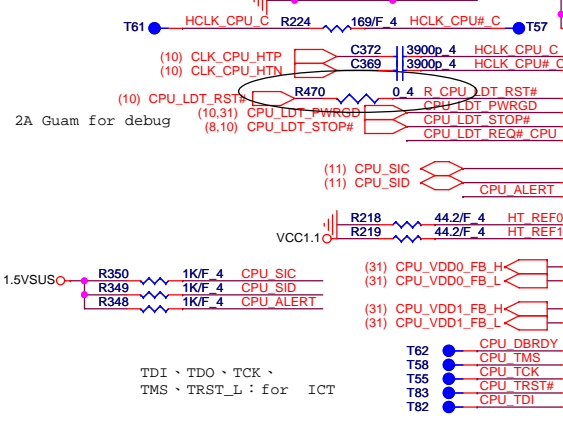 T61 HCLK_CPU_C R224 169/F_4 HCLK_CPU#_C T57
(10) CLK_CPU_HTP C372 3900p_4 HCLK_CPU_C
(10) CLK_CPU_HTN C369 3900p_4 HCLK_CPU#_C
(10) CPU_LDT_RST# R470 0_4 R_CPU_LDT_RST#
(10,31) CPU_LDT_PWRGD CPU_LDT_PWRGD
2A Guam for debug
(8,10) CPU_LDT_STOP# CPU_LDT_STOP#
CPU_LDT_REQ#_CPU
(11) CPU_SIC
(11) CPU_SID
CPU_ALERT
R218 44.2/F_4 HT_REF0
VCC1.1 R219 44.2/F_4 HT_REF1
(31) CPU_VDD0_FB_H
1.5VSUS R350 1K/F_4 CPU_SIC
(31) CPU_VDD0_FB_L
R349 1K/F_4 CPU_SID
R348 1K/F_4 CPU_ALERT
(31) CPU_VDD1_FB_H
(31) CPU_VDD1_FB_L
T62 CPU_DBRDY
T58 CPU_TMS
T55 CPU_TCK
T83 CPU_TRST#
T82 CPU_TDI
TDI、TDO、TCK、
TMS、TRST_L：for ICT